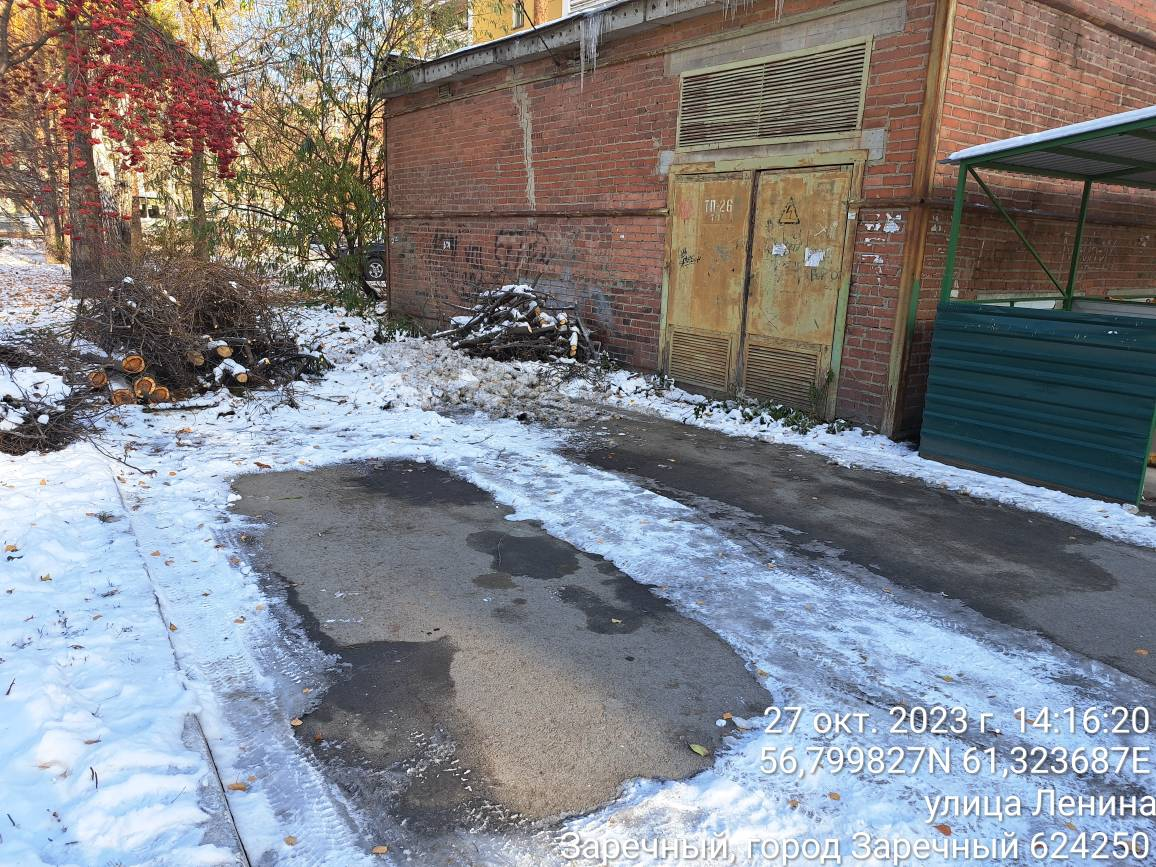 ТП-26
27 окт. 2023 г. 14:16:20
56,799827N 61,323687E
улица Ленина
Заречный, город Заречный 624250